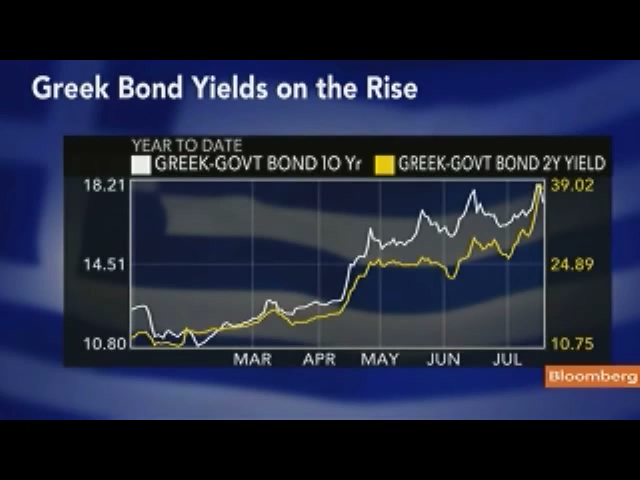 Greek Bond Yields on the Rise
YEAR TO DATE
GREEK-GOVT BOND 10 Yr GREEK-GOVT BOND 2Y YIELD
18.21 39.02
14.51 24.89
10.80 10.75
MAR APR MAY JUN JUL
Bloomberg